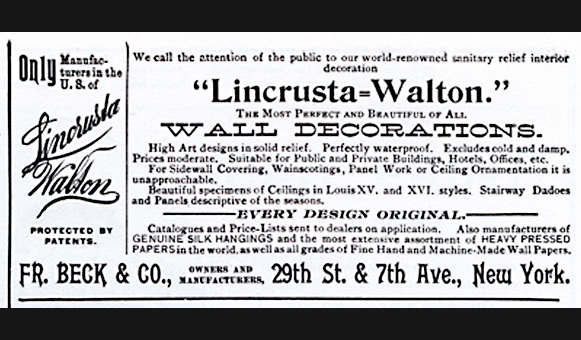 Only Manufac-
turers in the
U. S. of
Lincrusta
Walton
PROTECTED BY
PATENTS.
We call the attention of the public to our world-renowned sanitary relief interior
decoration
"Lincrusta=Walton."
THE MOST PERFECT AND BEAUTIFUL OF ALL
WALL DECORATIONS.
High Art designs in solid relief. Perfectly waterproof. Excludes cold and damp.
Prices moderate. Suitable for Public and Private Buildings, Hotels, Offices, etc.
For Sidewall Covering, Wainscotings, Panel Work or Ceiling Ornamentation it is
unapproachable.
Beautiful specimens of Ceilings in Louis XV. and XVI. styles. Stairway Dadoes
and Panels descriptive of the seasons.
EVERY DESIGN ORIGINAL.
Catalogues and Price-Lists sent to dealers on application. Also manufacturers of
GENUINE SILK HANGINGS and the most extensive assortment of HEAVY PRESSED
PAPERS in the world, as well as all grades of Fine Hand and Machine-Made Wall Papers.
FR. BECK & CO., OWNERS AND MANUFACTURERS, 29th St. & 7th Ave., New York.